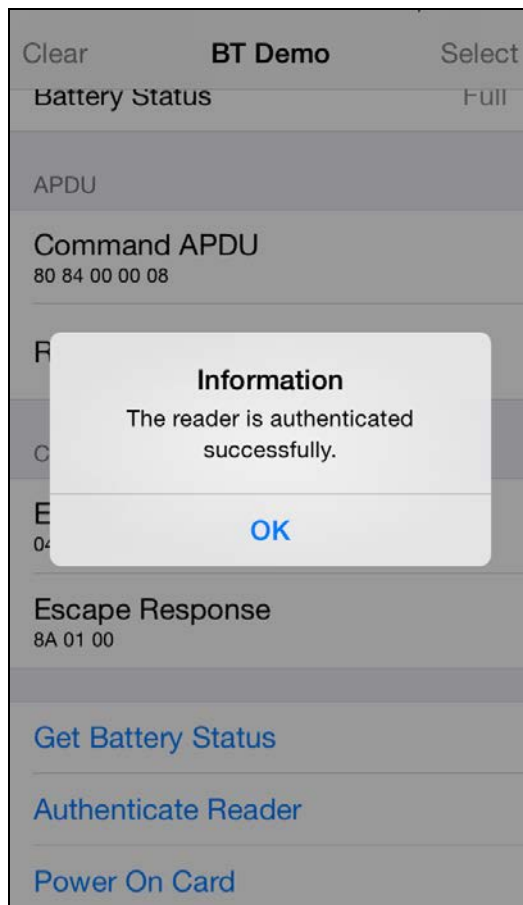 Clear BT Demo Select
Battery Status Full
APDU
Command APDU
80 84 00 00 08
R
Information
The reader is authenticated
successfully.
C
E
OK
04
Escape Response
8A 01 00
Get Battery Status
Authenticate Reader
Power On Card